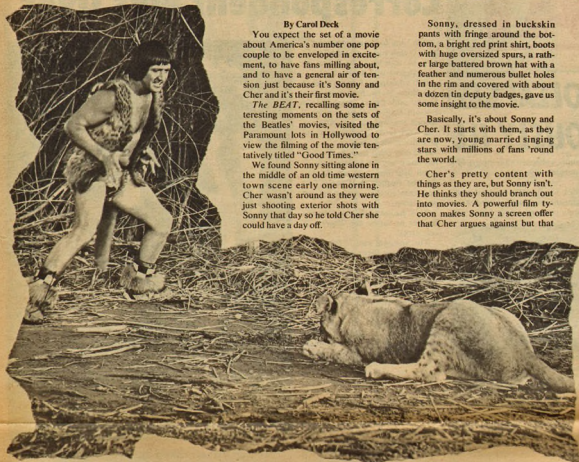 By Carol Deck
You expect the set of a movie
about America's number one pop
couple to be enveloped in excite-
ment, to have fans milling about,
and to have a general air of ten-
sion just because it's Sonny and
Cher and it's their first movie.
The BEAT, recalling some in-
teresting moments on the sets of
the Beatles' movies, visited the
Paramount lots in Hollywood to
view the filming of the movie ten-
tatively titled "Good Times."
We found Sonny sitting alone in
the middle of an old time western
town scene early one morning.
Cher wasn't around as they were
just shooting exterior shots with
Sonny that day so he told Cher she
could have a day off.
Sonny, dressed in buckskin
pants with fringe around the bot-
tom, a bright red print shirt, boots
with huge oversized spurs, a rath-
er large battered brown hat with a
feather and numerous bullet holes
in the rim and covered with about
a dozen tin deputy badges, gave us
some insight to the movie.
Basically, it's about Sonny and
Cher. It starts with them, as they
are now, young married singing
stars with millions of fans 'round
the world.
Cher's pretty content with
things as they are, but Sonny isn't.
He thinks they should branch out
into movies. A powerful film ty-
coon makes Sonny a screen offer
that Cher argues against but that